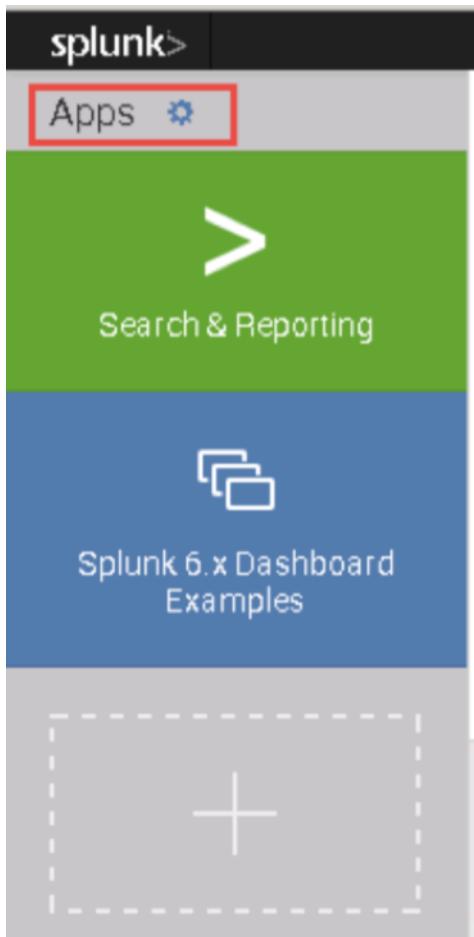 splunk>
Apps
>
Search & Reporting
Splunk 6.x Dashboard
Examples